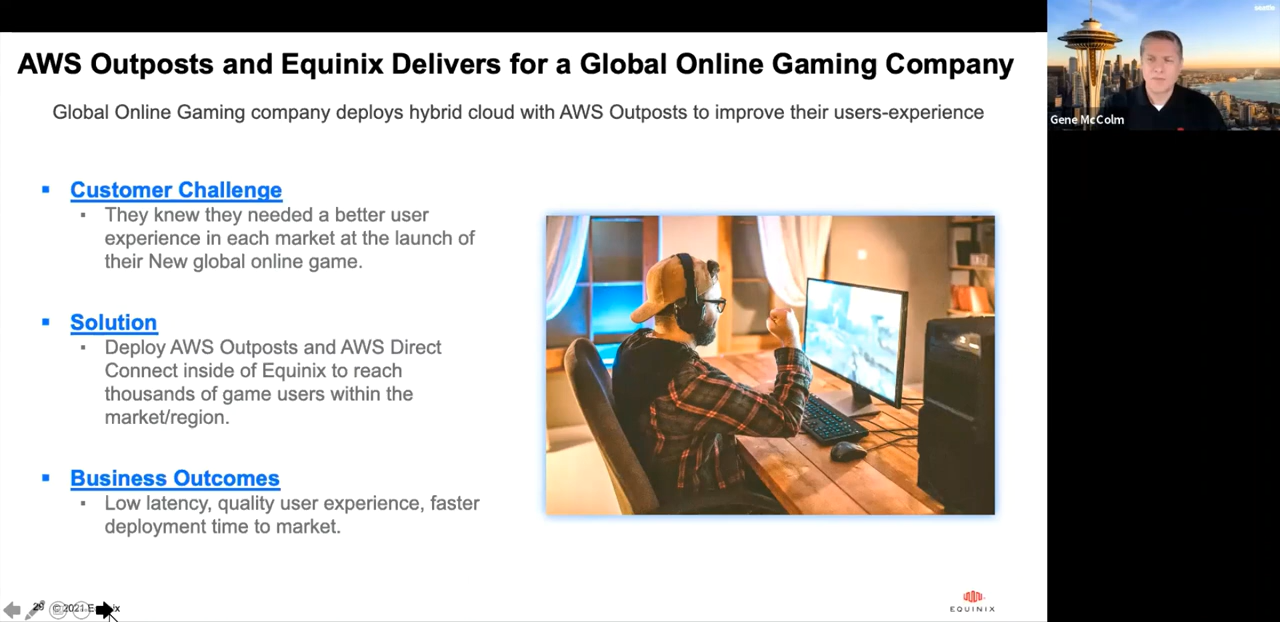 AWS Outposts and Equinix Delivers for a Global Online Gaming Company
Global Online Gaming company deploys hybrid cloud with AWS Outposts to improve their users-experience
Customer Challenge
They knew they needed a better user
experience in each market at the launch of
their New global online game.
Solution
Deploy AWS Outposts and AWS Direct
Connect inside of Equinix to reach
thousands of game users within the
market/region.
Business Outcomes
Low latency, quality user experience, faster
deployment time to market.
© 2021
EQUINIX
Gene McColm